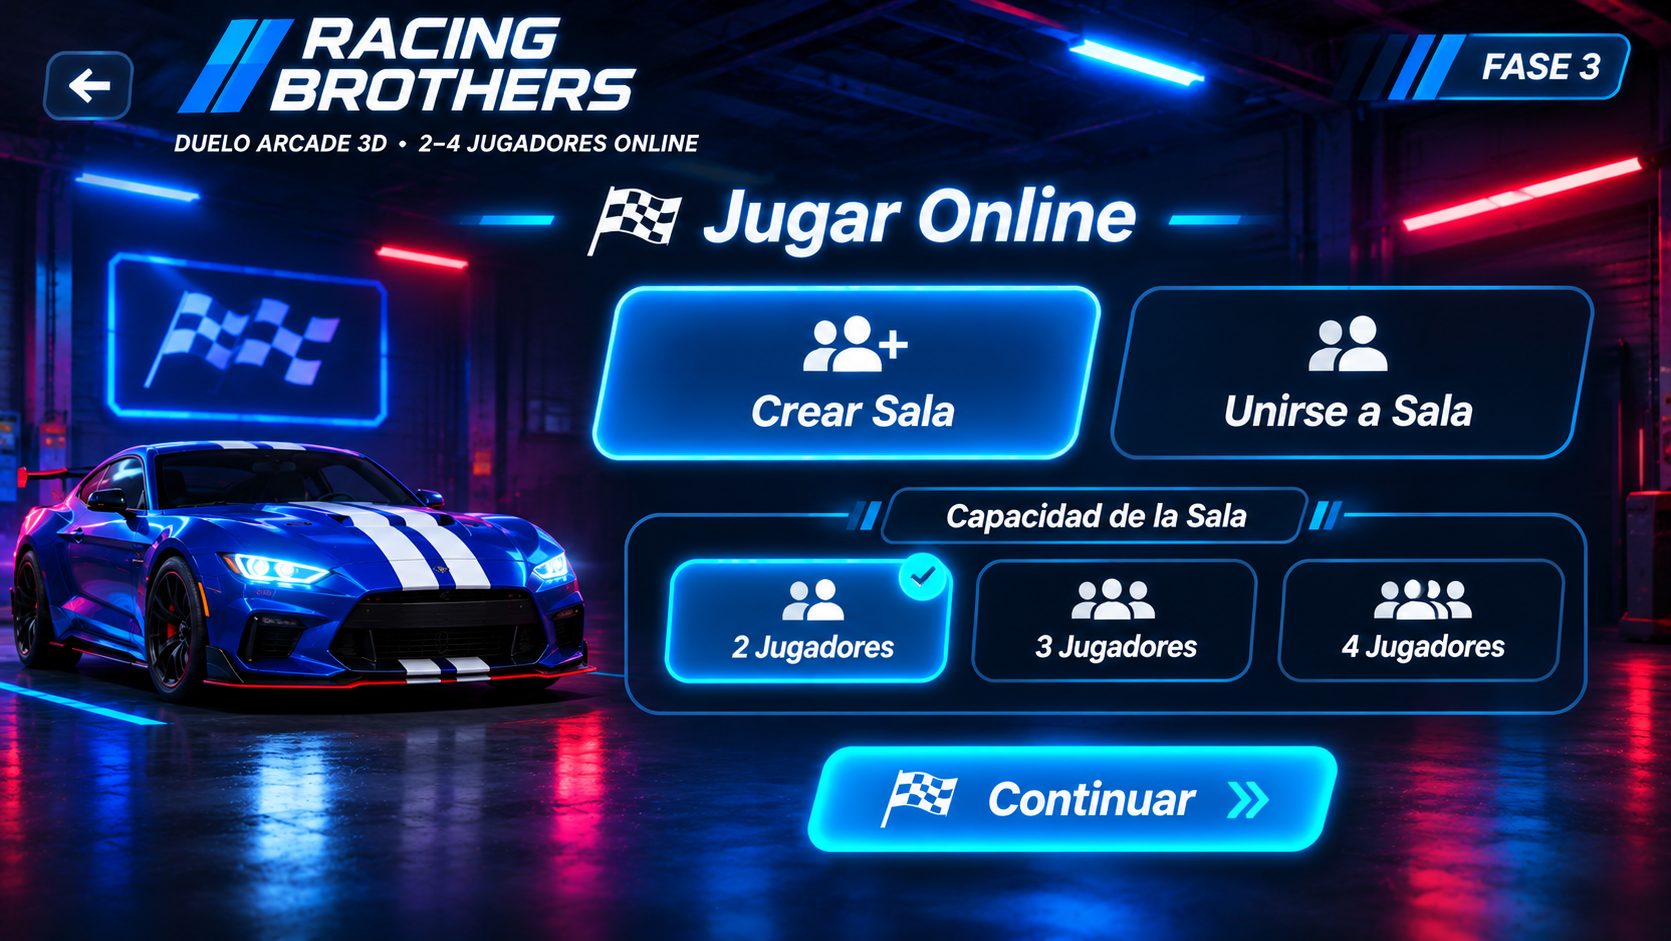 RACING
BROTHERS
DUELO ARCADE 3D • 2–4 JUGADORES ONLINE
FASE 3
Jugar Online
Crear Sala
Unirse a Sala
Capacidad de la Sala
2 Jugadores
3 Jugadores
4 Jugadores
Continuar